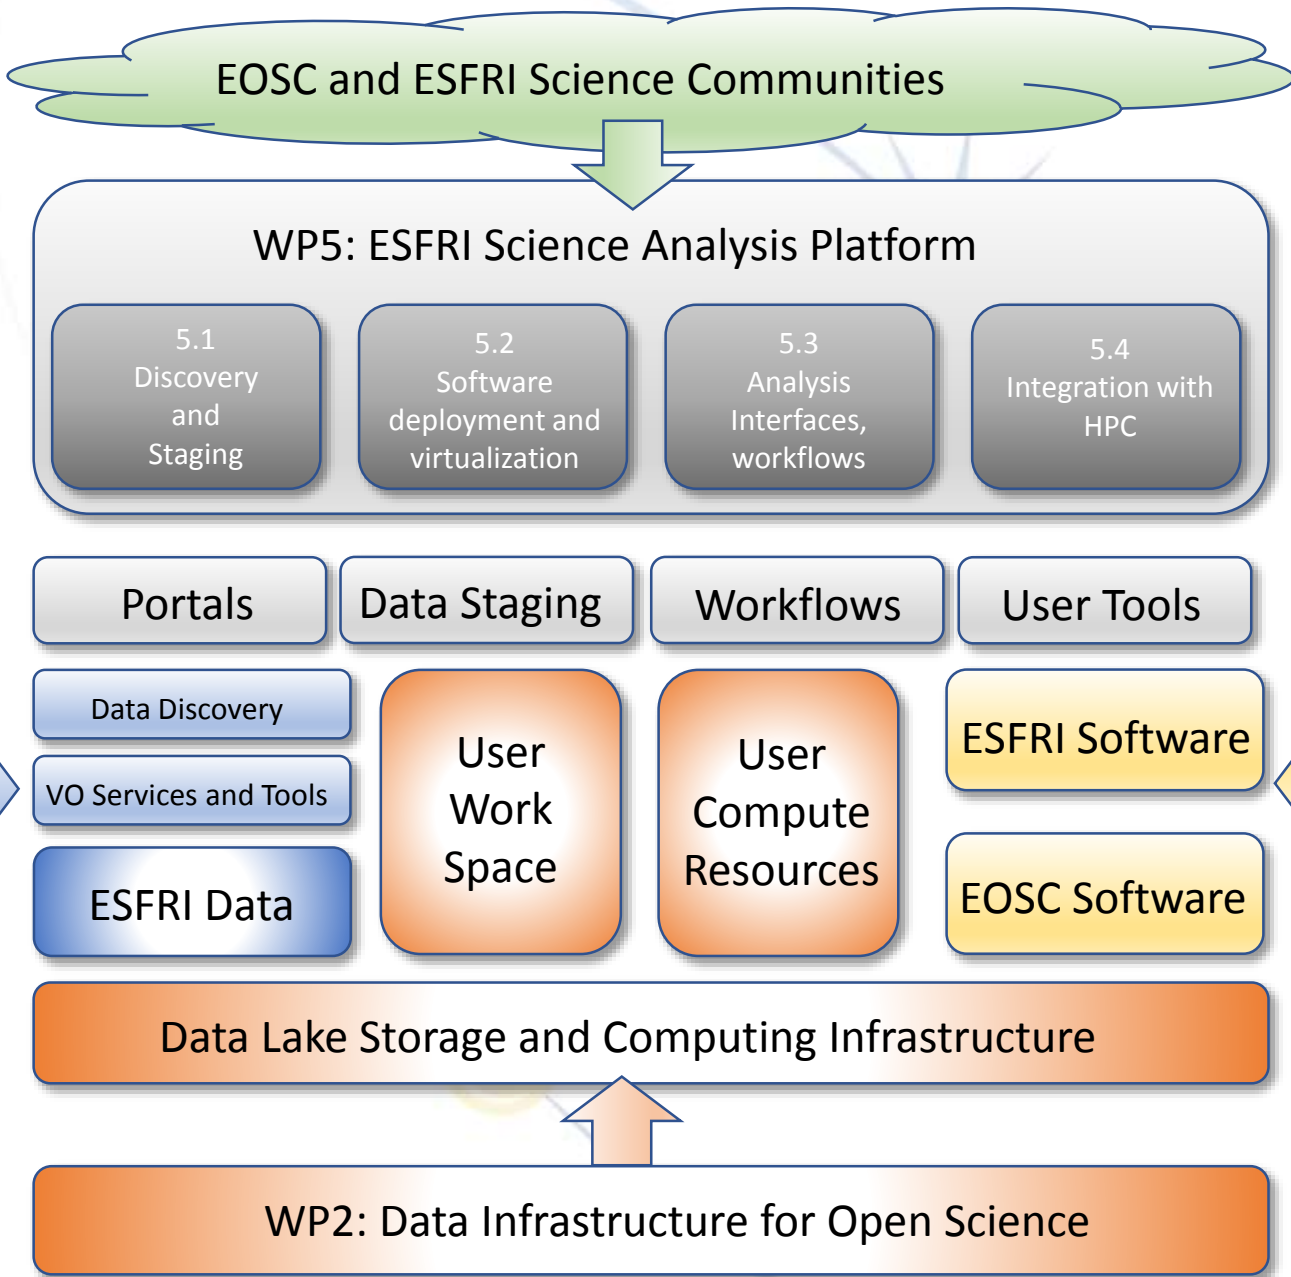 EOSC and ESFRI Science Communities
WP5: ESFRI Science Analysis Platform
5.1
Discovery
and
Staging
5.2
Software
deployment and
virtualization
5.3
Analysis
Interfaces,
workflows
5.4
Integration with
HPC
Portals
Data Staging
Workflows
User Tools
Data Discovery
VO Services and Tools
ESFRI Data
User
Work
Space
User
Compute
Resources
ESFRI Software
EOSC Software
Data Lake Storage and Computing Infrastructure
WP2: Data Infrastructure for Open Science